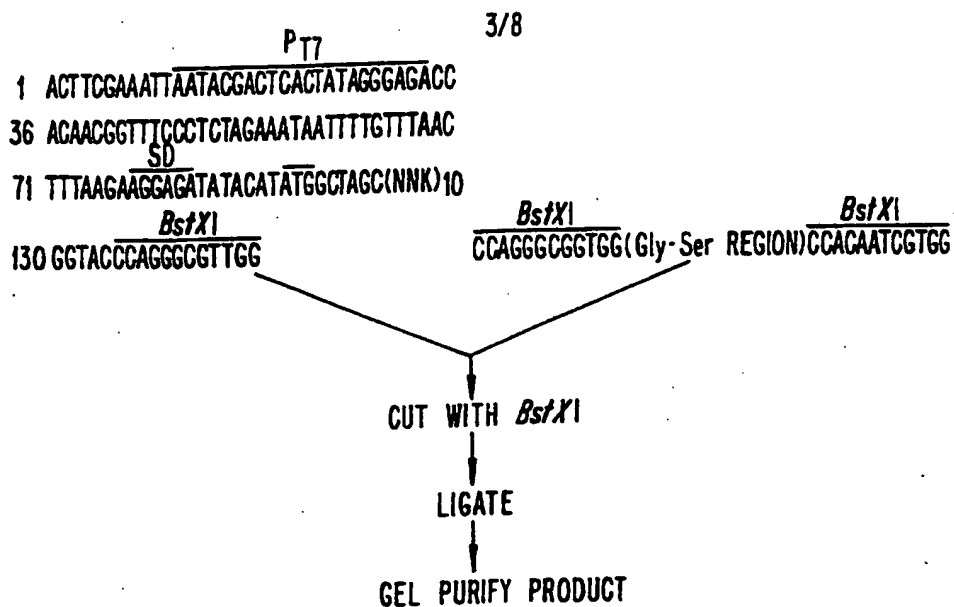 3/8
PT7
1 ACTTCGAAATTAATACGACTCACTATAGGGAGACC
36 ACAACGGTTTCCCTCTAGAAATAATTTTGTTTAAC
SD
71 TTTAAGAAGGAGATATACATATGGCTAGC(NNK)10
BstXI
130 GGTACCCAGGGCGTTGG
BstXI BstXI
CCAGGGCGGTGG(Gly-Ser REGION)CCACAATCGTGG
CUT WITH BstXI
LIGATE
GEL PURIFY PRODUCT